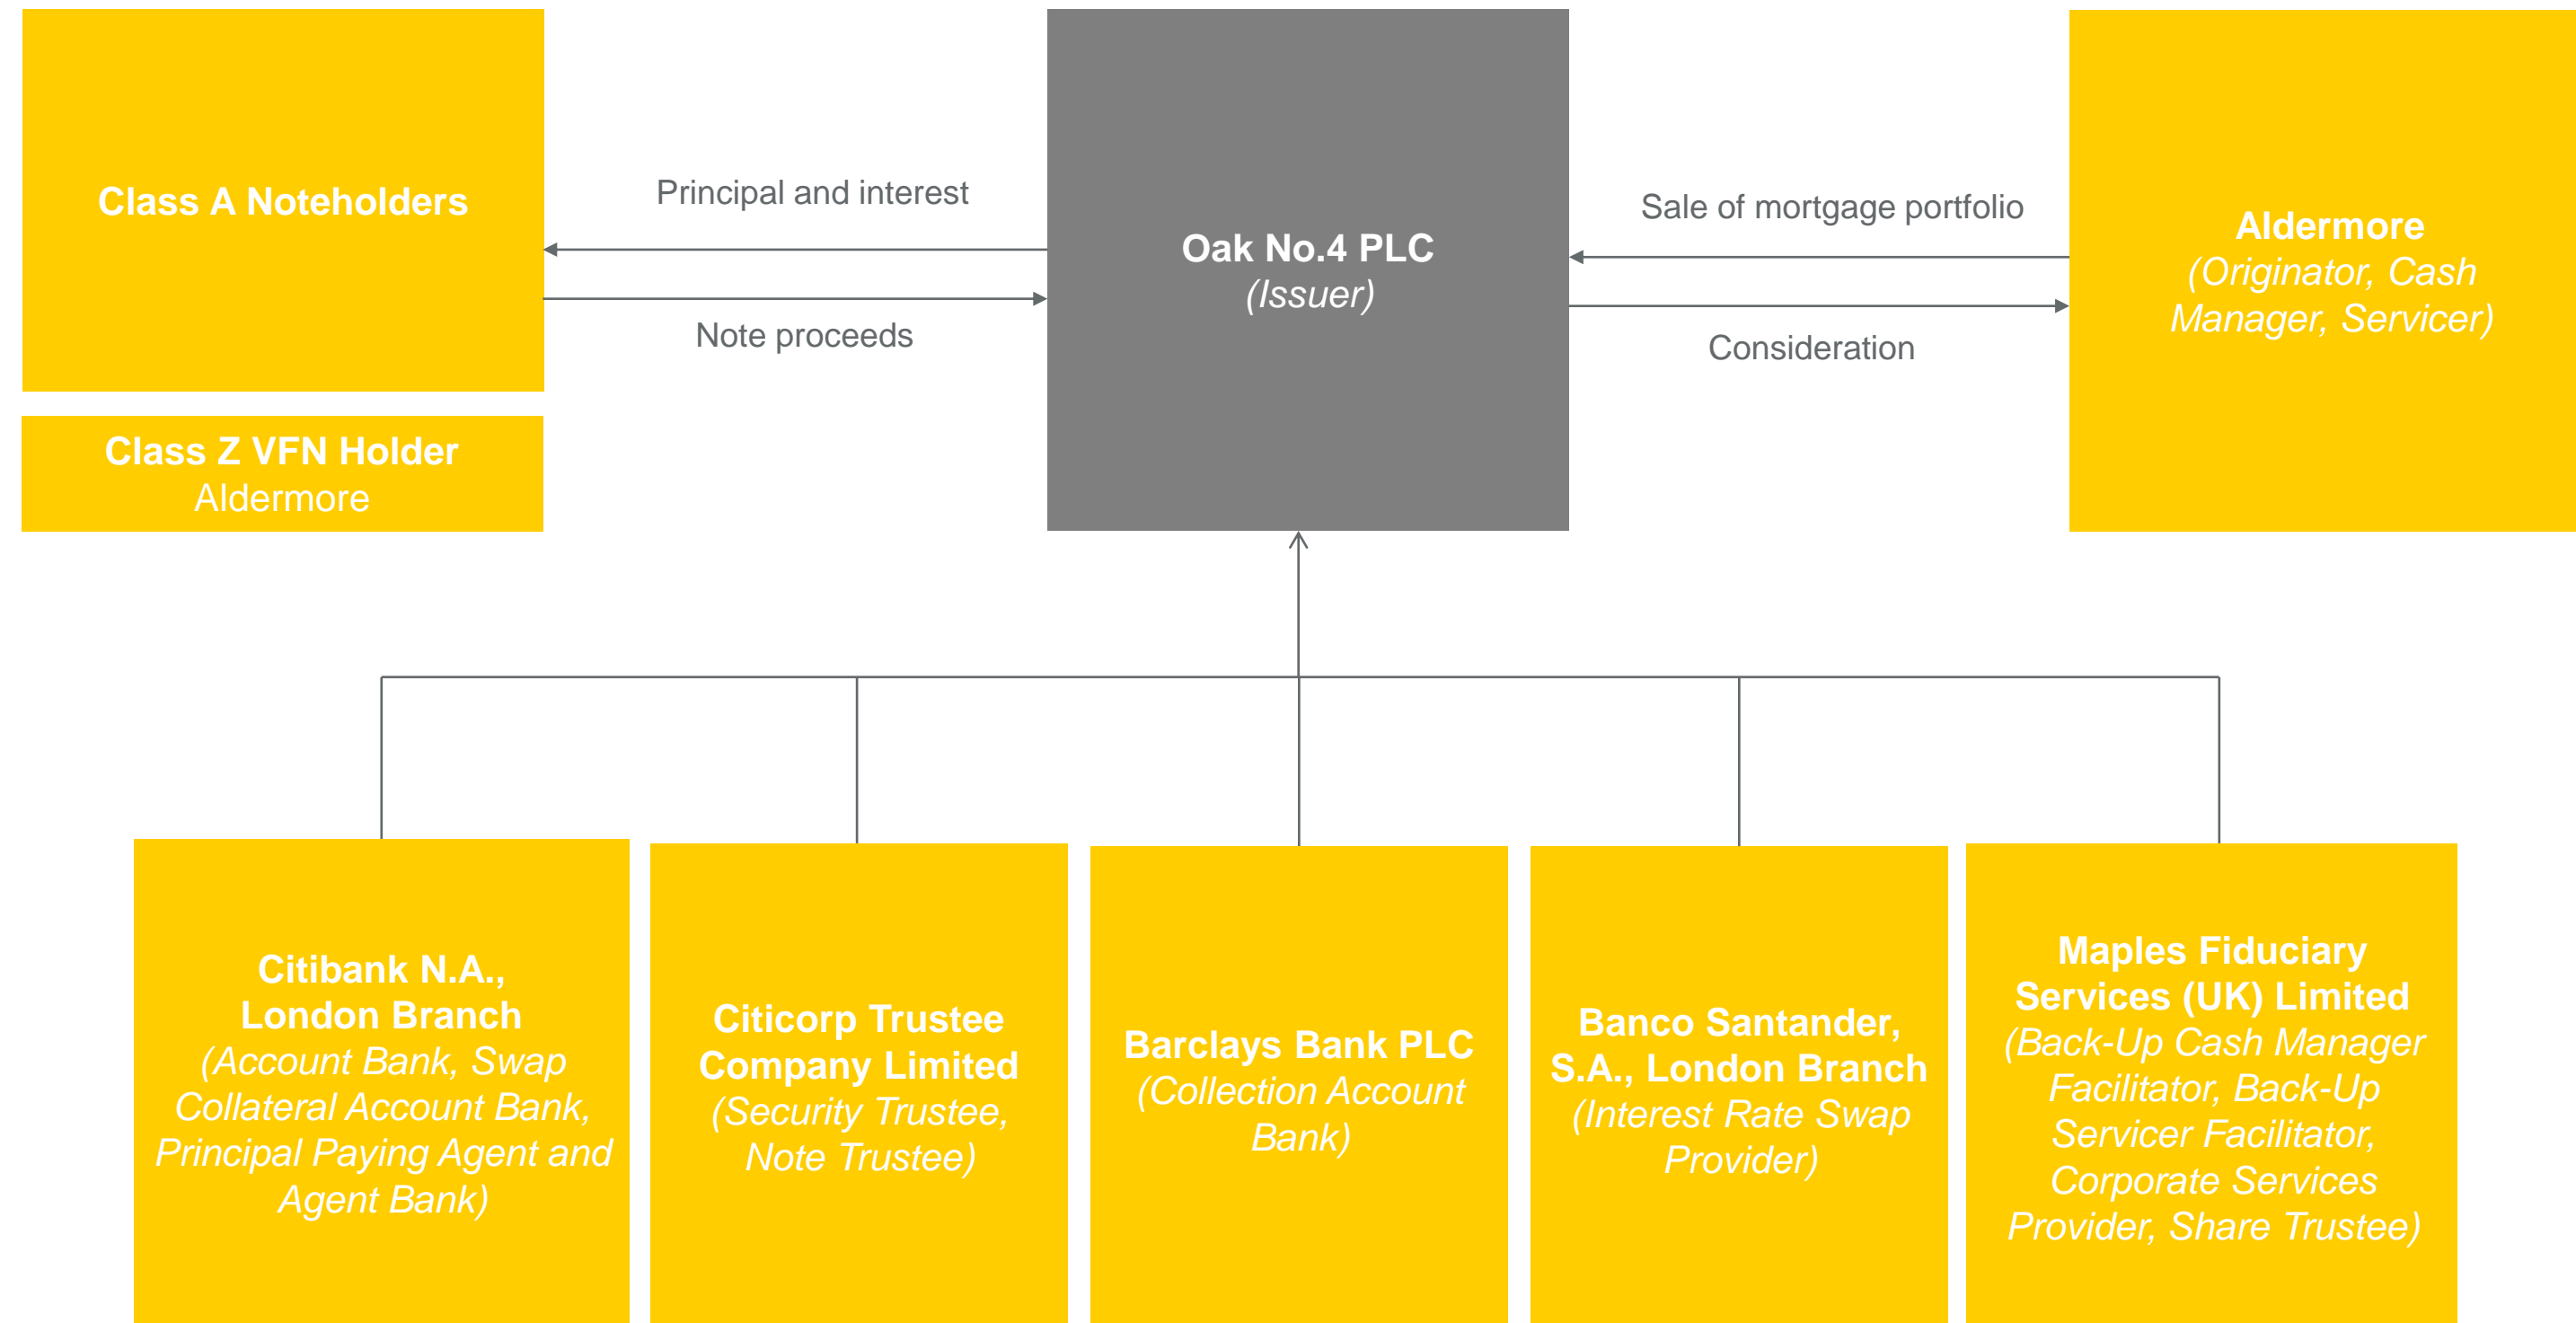 Class A Noteholders
Principal and interest
Note proceeds
Oak No.4 PLC
(Issuer)
Sale of mortgage portfolio
Consideration
Aldermore
(Originator, Cash
Manager, Servicer)
Class Z VFN Holder
Aldermore
Citibank N.A.,
London Branch
(Account Bank, Swap
Collateral Account Bank,
Principal Paying Agent and
Agent Bank)
Citicorp Trustee
Company Limited
(Security Trustee,
Note Trustee)
Barclays Bank PLC
(Collection Account
Bank)
Banco Santander,
S.A., London Branch
(Interest Rate Swap
Provider)
Maples Fiduciary
Services (UK) Limited
(Back-Up Cash Manager
Facilitator, Back-Up
Servicer Facilitator,
Corporate Services
Provider, Share Trustee)